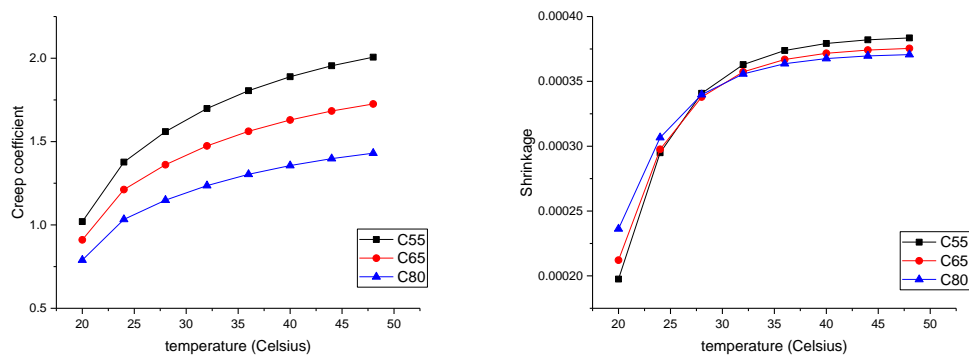 2.0
1.5
1.0
0.5
Creep coefficient
20 25 30 35 40 45 50
temperature (Celsius)
C55
C65
C80
0.00040
0.00035
0.00030
0.00025
0.00020
Shrinkage
20 25 30 35 40 45 50
temperature (Celsius)
C55
C65
C80